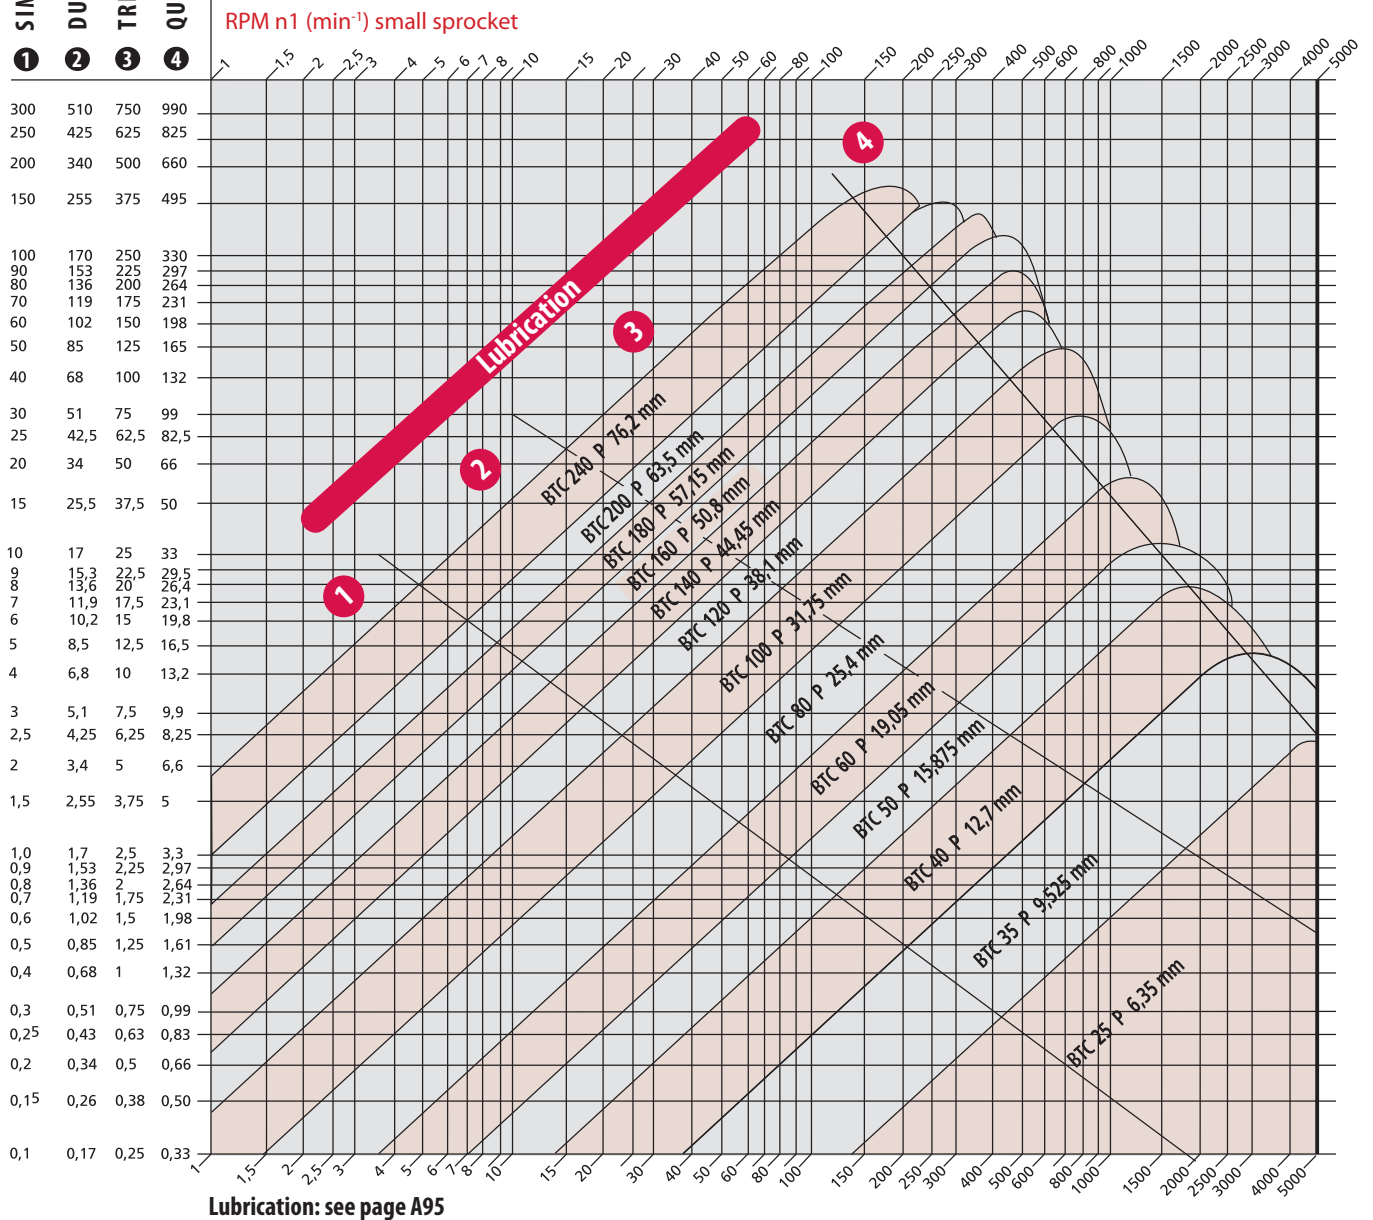 RPM n1 (min-1) small sprocket
SIM DU TRI QU
1 2 3 4
1 1,5 2 2,5 3 4 5 6 7 8 10 15 20 30 40 50 60 80 100 150 200 250 300 400 500 600 800 1000 1500 2000 2500 3000 4000 5000
300 510 750 990
250 425 625 825
200 340 500 660
150 255 375 495
100 170 250 330
90 153 225 297
80 136 200 264
70 119 175 231
60 102 150 198
50 85 125 165
40 68 100 132
30 51 75 99
25 42,5 62,5 82,5
20 34 50 66
15 25,5 37,5 50
10 17 25 33
9 15,3 22,5 29,5
8 13,6 20 26,4
7 11,9 17,5 23,1
6 10,2 15 19,8
5 8,5 12,5 16,5
4 6,8 10 13,2
3 5,1 7,5 9,9
2,5 4,25 6,25 8,25
2 3,4 5 6,6
1,5 2,55 3,75 5
1,0 1,7 2,5 3,3
0,9 1,53 2,25 2,97
0,8 1,36 2 2,64
0,7 1,19 1,75 2,31
0,6 1,02 1,5 1,98
0,5 0,85 1,25 1,61
0,4 0,68 1 1,32
0,3 0,51 0,75 0,99
0,25 0,43 0,63 0,83
0,2 0,34 0,5 0,66
0,15 0,26 0,38 0,50
0,1 0,17 0,25 0,33
Lubrication
4
3
2
1
BTC 240 P 76,2 mm
BTC200 P 63,5 mm
BTC 180 P 57,15 mm
BTC 160 P 50,8 mm
BTC 140 P 44,45 mm
BTC 120 P 38,1 mm
BTC 100 P 31,75 mm
BTC 80 P 25,4 mm
BTC 60 P 19,05 mm
BTC 50 P 15,875 mm
BTC 40 P 12,7 mm
BTC 35 P 9,525 mm
BTC 25 P 6,35 mm
1 1,5 2 2,5 3 4 5 6 7 8 10 15 20 30 40 50 60 80 100 150 200 250 300 400 500 600 800 1000 1500 2000 2500 3000 4000 5000
Lubrication: see page A95